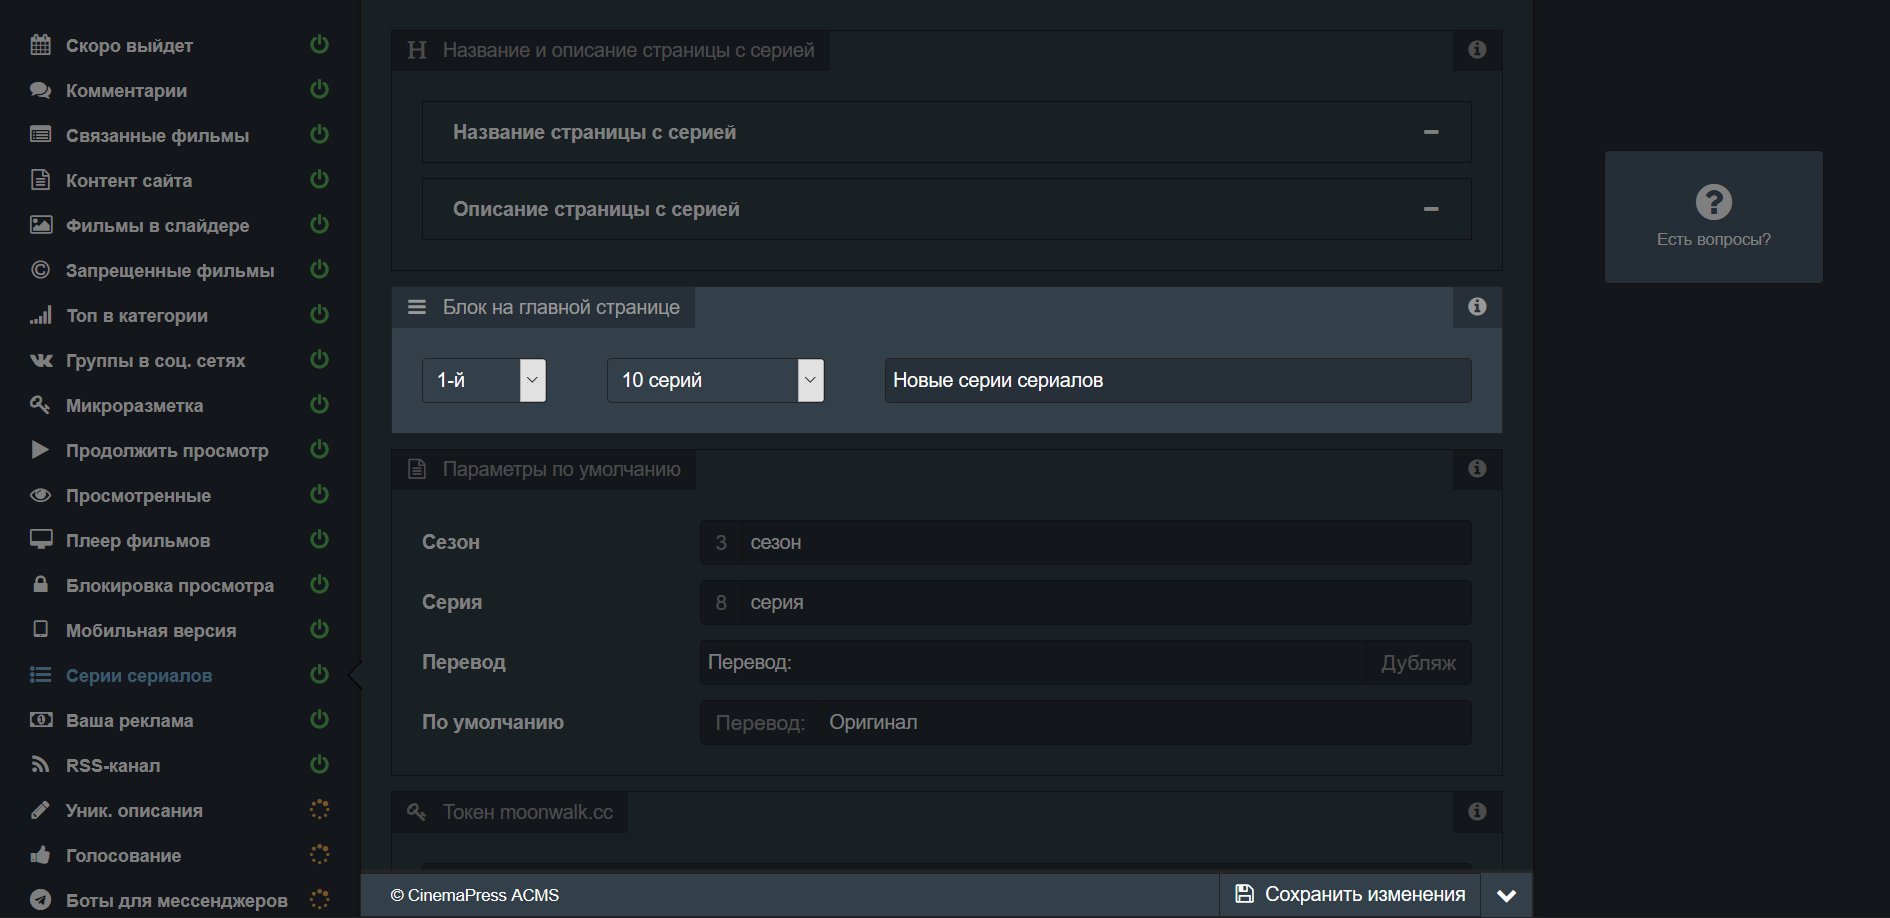 Скоро выйдет
Комментарии
Связанные фильмы
Контент сайта
Фильмы в слайдере
Запрещенные фильмы
Топ в категории
Группы в соц. сетях
Микроразметка
Продолжить просмотр
Просмотренные
Плеер фильмов
Блокировка просмотра
Мобильная версия
Серии сериалов
Ваша реклама
RSS-канал
Уник. описания
Голосование
Боты для мессенджеров
Название и описание страницы с серией
Название страницы с серией
Описание страницы с серией
Блок на главной странице
1-й 10 серий Новые серии сериалов
Параметры по умолчанию
Сезон 3 сезон
Серия 8 серия
Перевод Перевод: Дубляж
По умолчанию Перевод: Оригинал
Токен moonwalk.cc
© CinemaPress ACMS Сохранить изменения
Есть вопросы?